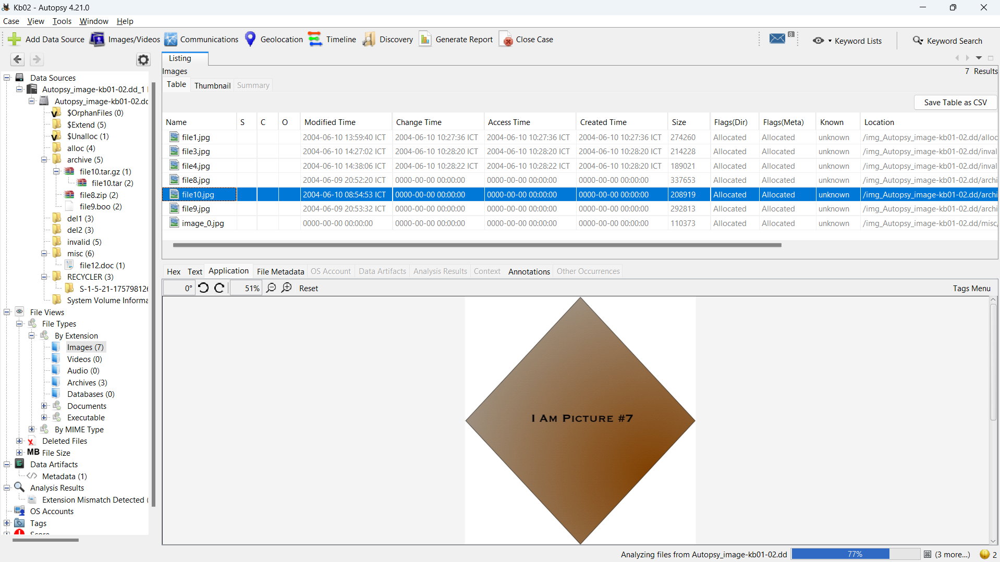 Kb02 - Autopsy 4.21.0
Case View Tools Window Help
Add Data Source Images/Videos Communications Geolocation Timeline Discovery Generate Report Close Case 8 Keyword Lists Keyword Search
Listing
Images 7 Results
Table Thumbnail Summary
Save Table as CSV
Name S C O Modified Time Change Time Access Time Created Time Size Flags(Dir) Flags(Meta) Known Location
file1.jpg 2004-06-10 13:59:40 ICT 2004-06-10 10:27:36 ICT 2004-06-10 10:27:36 ICT 2004-06-10 10:27:36 ICT 274260 Allocated Allocated unknown /img_Autopsy_image-kb01-02.dd/alloc
file3.jpg 2004-06-10 14:27:02 ICT 2004-06-10 10:28:20 ICT 2004-06-10 10:28:20 ICT 2004-06-10 10:28:20 ICT 214228 Allocated Allocated unknown /img_Autopsy_image-kb01-02.dd/inval
file4.jpg 2004-06-10 14:38:06 ICT 2004-06-10 10:28:22 ICT 2004-06-10 10:28:22 ICT 2004-06-10 10:28:20 ICT 189021 Allocated Allocated unknown /img_Autopsy_image-kb01-02.dd/inval
file8.jpg 2004-06-09 20:52:20 ICT 0000-00-00 00:00:00 0000-00-00 00:00:00 0000-00-00 00:00:00 337653 Allocated Allocated unknown /img_Autopsy_image-kb01-02.dd/archi
file10.jpg 2004-06-10 08:54:53 ICT 0000-00-00 00:00:00 0000-00-00 00:00:00 0000-00-00 00:00:00 208919 Allocated Allocated unknown /img_Autopsy_image-kb01-02.dd/archi
file9.jpg 2004-06-09 20:53:32 ICT 0000-00-00 00:00:00 0000-00-00 00:00:00 0000-00-00 00:00:00 292813 Allocated Allocated unknown /img_Autopsy_image-kb01-02.dd/archi
image_0.jpg 0000-00-00 00:00:00 0000-00-00 00:00:00 0000-00-00 00:00:00 0000-00-00 00:00:00 110373 Allocated Allocated unknown /img_Autopsy_image-kb01-02.dd/misc/
Data Sources
Autopsy_image-kb01-02.dd_1
Autopsy_image-kb01-02.dd
$OrphanFiles (0)
$Extend (5)
$Unalloc (1)
alloc (4)
archive (5)
file10.tar.gz (1)
file10.tar (2)
file8.zip (2)
file9.boo (2)
del1 (3)
del2 (3)
invalid (5)
misc (6)
file12.doc (1)
RECYCLER (3)
S-1-5-21-175798126
System Volume Informa
File Views
File Types
By Extension
Images (7)
Videos (0)
Audio (0)
Archives (3)
Databases (0)
Documents
Executable
By MIME Type
Deleted Files
MB File Size
Data Artifacts
Metadata (1)
Analysis Results
Extension Mismatch Detected (
OS Accounts
Tags
Score
Hex Text Application File Metadata OS Account Data Artifacts Analysis Results Context Annotations Other Occurrences
0° 51% Reset Tags Menu
I AM PICTURE #7
Analyzing files from Autopsy_image-kb01-02.dd 77% (3 more...) 2